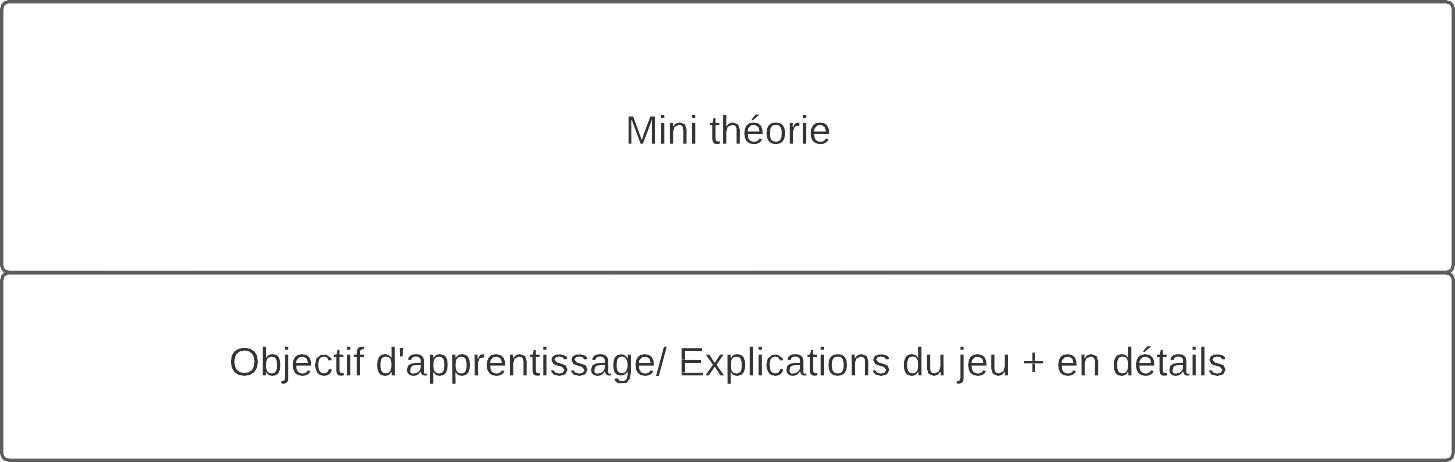 Mini théorie
Objectif d'apprentissage/ Explications du jeu + en détails